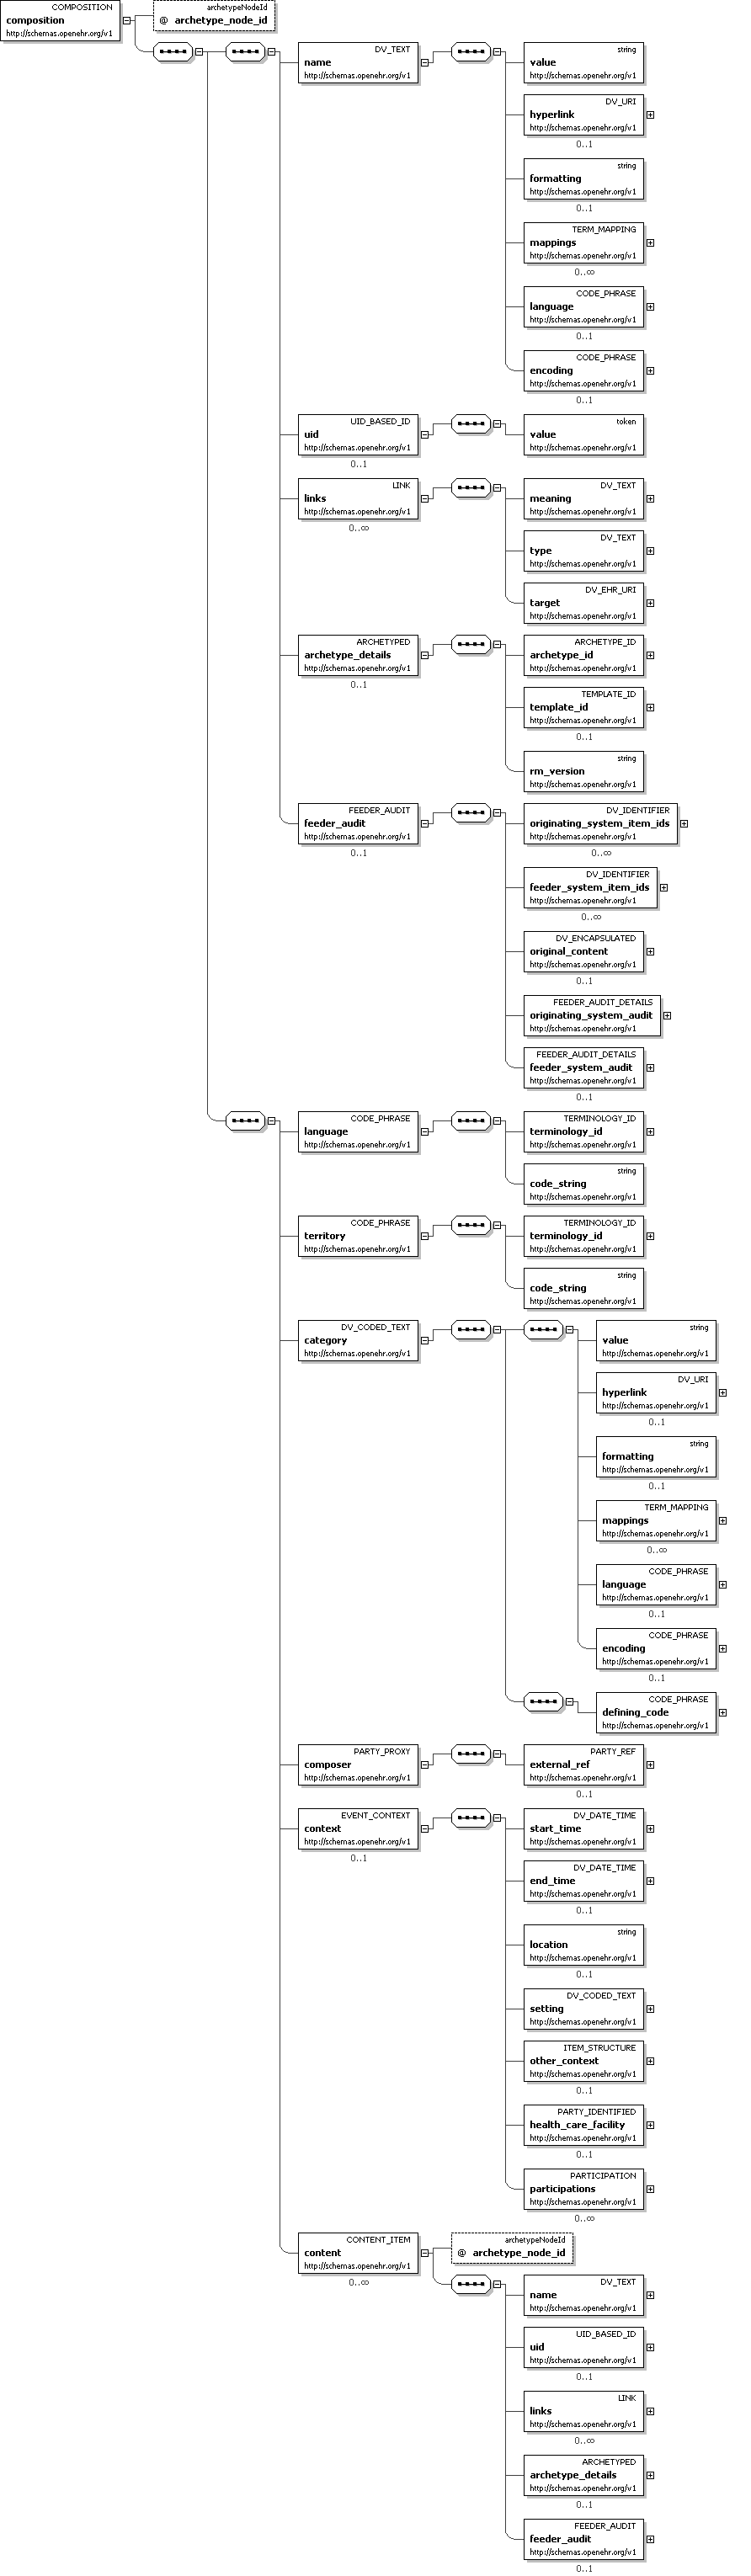 COMPOSITION
composition
http://schemas.openehr.org/v1
archetypeNodeId
@ archetype_node_id
DV_TEXT
name
http://schemas.openehr.org/v1
string
value
http://schemas.openehr.org/v1
DV_URI
hyperlink
http://schemas.openehr.org/v1
0..1
string
formatting
http://schemas.openehr.org/v1
0..1
TERM_MAPPING
mappings
http://schemas.openehr.org/v1
0..∞
CODE_PHRASE
language
http://schemas.openehr.org/v1
0..1
CODE_PHRASE
encoding
http://schemas.openehr.org/v1
0..1
UID_BASED_ID
uid
http://schemas.openehr.org/v1
0..1
token
value
http://schemas.openehr.org/v1
LINK
links
http://schemas.openehr.org/v1
0..∞
DV_TEXT
meaning
http://schemas.openehr.org/v1
DV_TEXT
type
http://schemas.openehr.org/v1
DV_EHR_URI
target
http://schemas.openehr.org/v1
ARCHETYPED
archetype_details
http://schemas.openehr.org/v1
0..1
ARCHETYPE_ID
archetype_id
http://schemas.openehr.org/v1
TEMPLATE_ID
template_id
http://schemas.openehr.org/v1
0..1
string
rm_version
http://schemas.openehr.org/v1
FEEDER_AUDIT
feeder_audit
http://schemas.openehr.org/v1
0..1
DV_IDENTIFIER
originating_system_item_ids
http://schemas.openehr.org/v1
0..∞
DV_IDENTIFIER
feeder_system_item_ids
http://schemas.openehr.org/v1
0..∞
DV_ENCAPSULATED
original_content
http://schemas.openehr.org/v1
0..1
FEEDER_AUDIT_DETAILS
originating_system_audit
http://schemas.openehr.org/v1
FEEDER_AUDIT_DETAILS
feeder_system_audit
http://schemas.openehr.org/v1
0..1
CODE_PHRASE
language
http://schemas.openehr.org/v1
TERMINOLOGY_ID
terminology_id
http://schemas.openehr.org/v1
string
code_string
http://schemas.openehr.org/v1
CODE_PHRASE
territory
http://schemas.openehr.org/v1
TERMINOLOGY_ID
terminology_id
http://schemas.openehr.org/v1
string
code_string
http://schemas.openehr.org/v1
DV_CODED_TEXT
category
http://schemas.openehr.org/v1
string
value
http://schemas.openehr.org/v1
DV_URI
hyperlink
http://schemas.openehr.org/v1
0..1
string
formatting
http://schemas.openehr.org/v1
0..1
TERM_MAPPING
mappings
http://schemas.openehr.org/v1
0..∞
CODE_PHRASE
language
http://schemas.openehr.org/v1
0..1
CODE_PHRASE
encoding
http://schemas.openehr.org/v1
0..1
CODE_PHRASE
defining_code
http://schemas.openehr.org/v1
PARTY_PROXY
composer
http://schemas.openehr.org/v1
PARTY_REF
external_ref
http://schemas.openehr.org/v1
0..1
EVENT_CONTEXT
context
http://schemas.openehr.org/v1
0..1
DV_DATE_TIME
start_time
http://schemas.openehr.org/v1
DV_DATE_TIME
end_time
http://schemas.openehr.org/v1
0..1
string
location
http://schemas.openehr.org/v1
0..1
DV_CODED_TEXT
setting
http://schemas.openehr.org/v1
ITEM_STRUCTURE
other_context
http://schemas.openehr.org/v1
0..1
PARTY_IDENTIFIED
health_care_facility
http://schemas.openehr.org/v1
0..1
PARTICIPATION
participations
http://schemas.openehr.org/v1
0..∞
CONTENT_ITEM
content
http://schemas.openehr.org/v1
0..∞
archetypeNodeId
@ archetype_node_id
DV_TEXT
name
http://schemas.openehr.org/v1
UID_BASED_ID
uid
http://schemas.openehr.org/v1
0..1
LINK
links
http://schemas.openehr.org/v1
0..∞
ARCHETYPED
archetype_details
http://schemas.openehr.org/v1
0..1
FEEDER_AUDIT
feeder_audit
http://schemas.openehr.org/v1
0..1